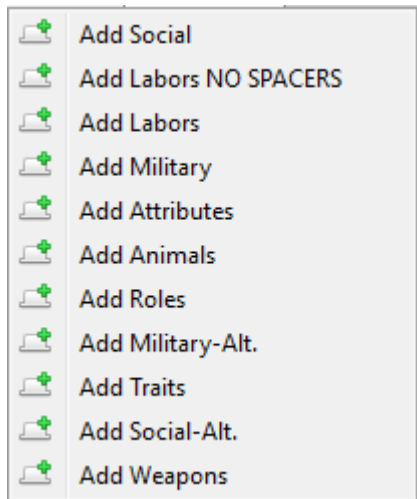 Add Social
Add Labors NO SPACERS
Add Labors
Add Military
Add Attributes
Add Animals
Add Roles
Add Military-Alt.
Add Traits
Add Social-Alt.
Add Weapons